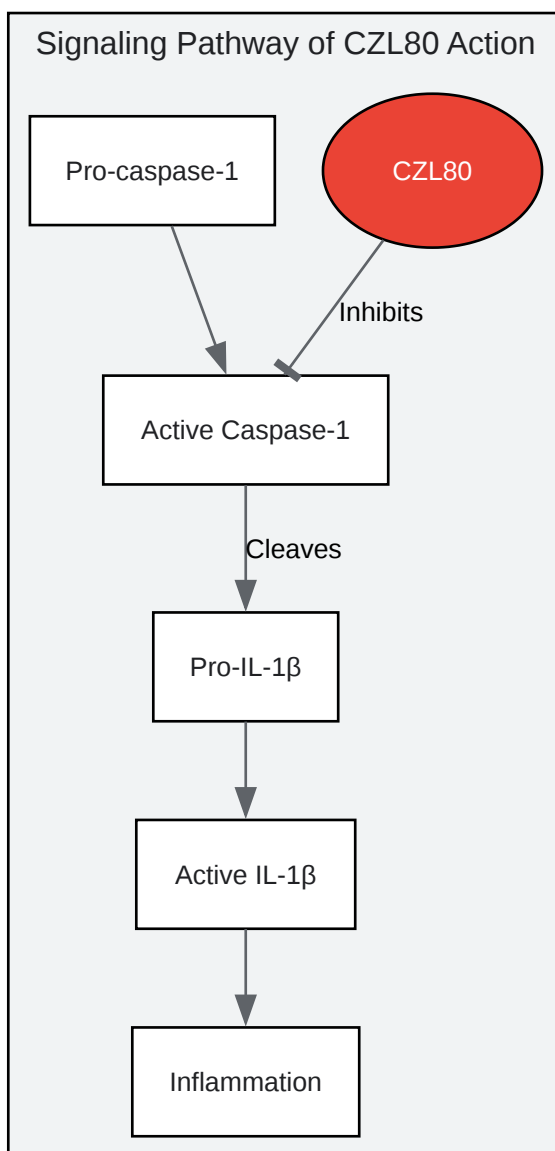 Signaling Pathway of CZL80 Action
Pro-caspase-1
CZL80
Inhibits
Active Caspase-1
Cleaves
Pro-IL-1β
Active IL-1β
Inflammation